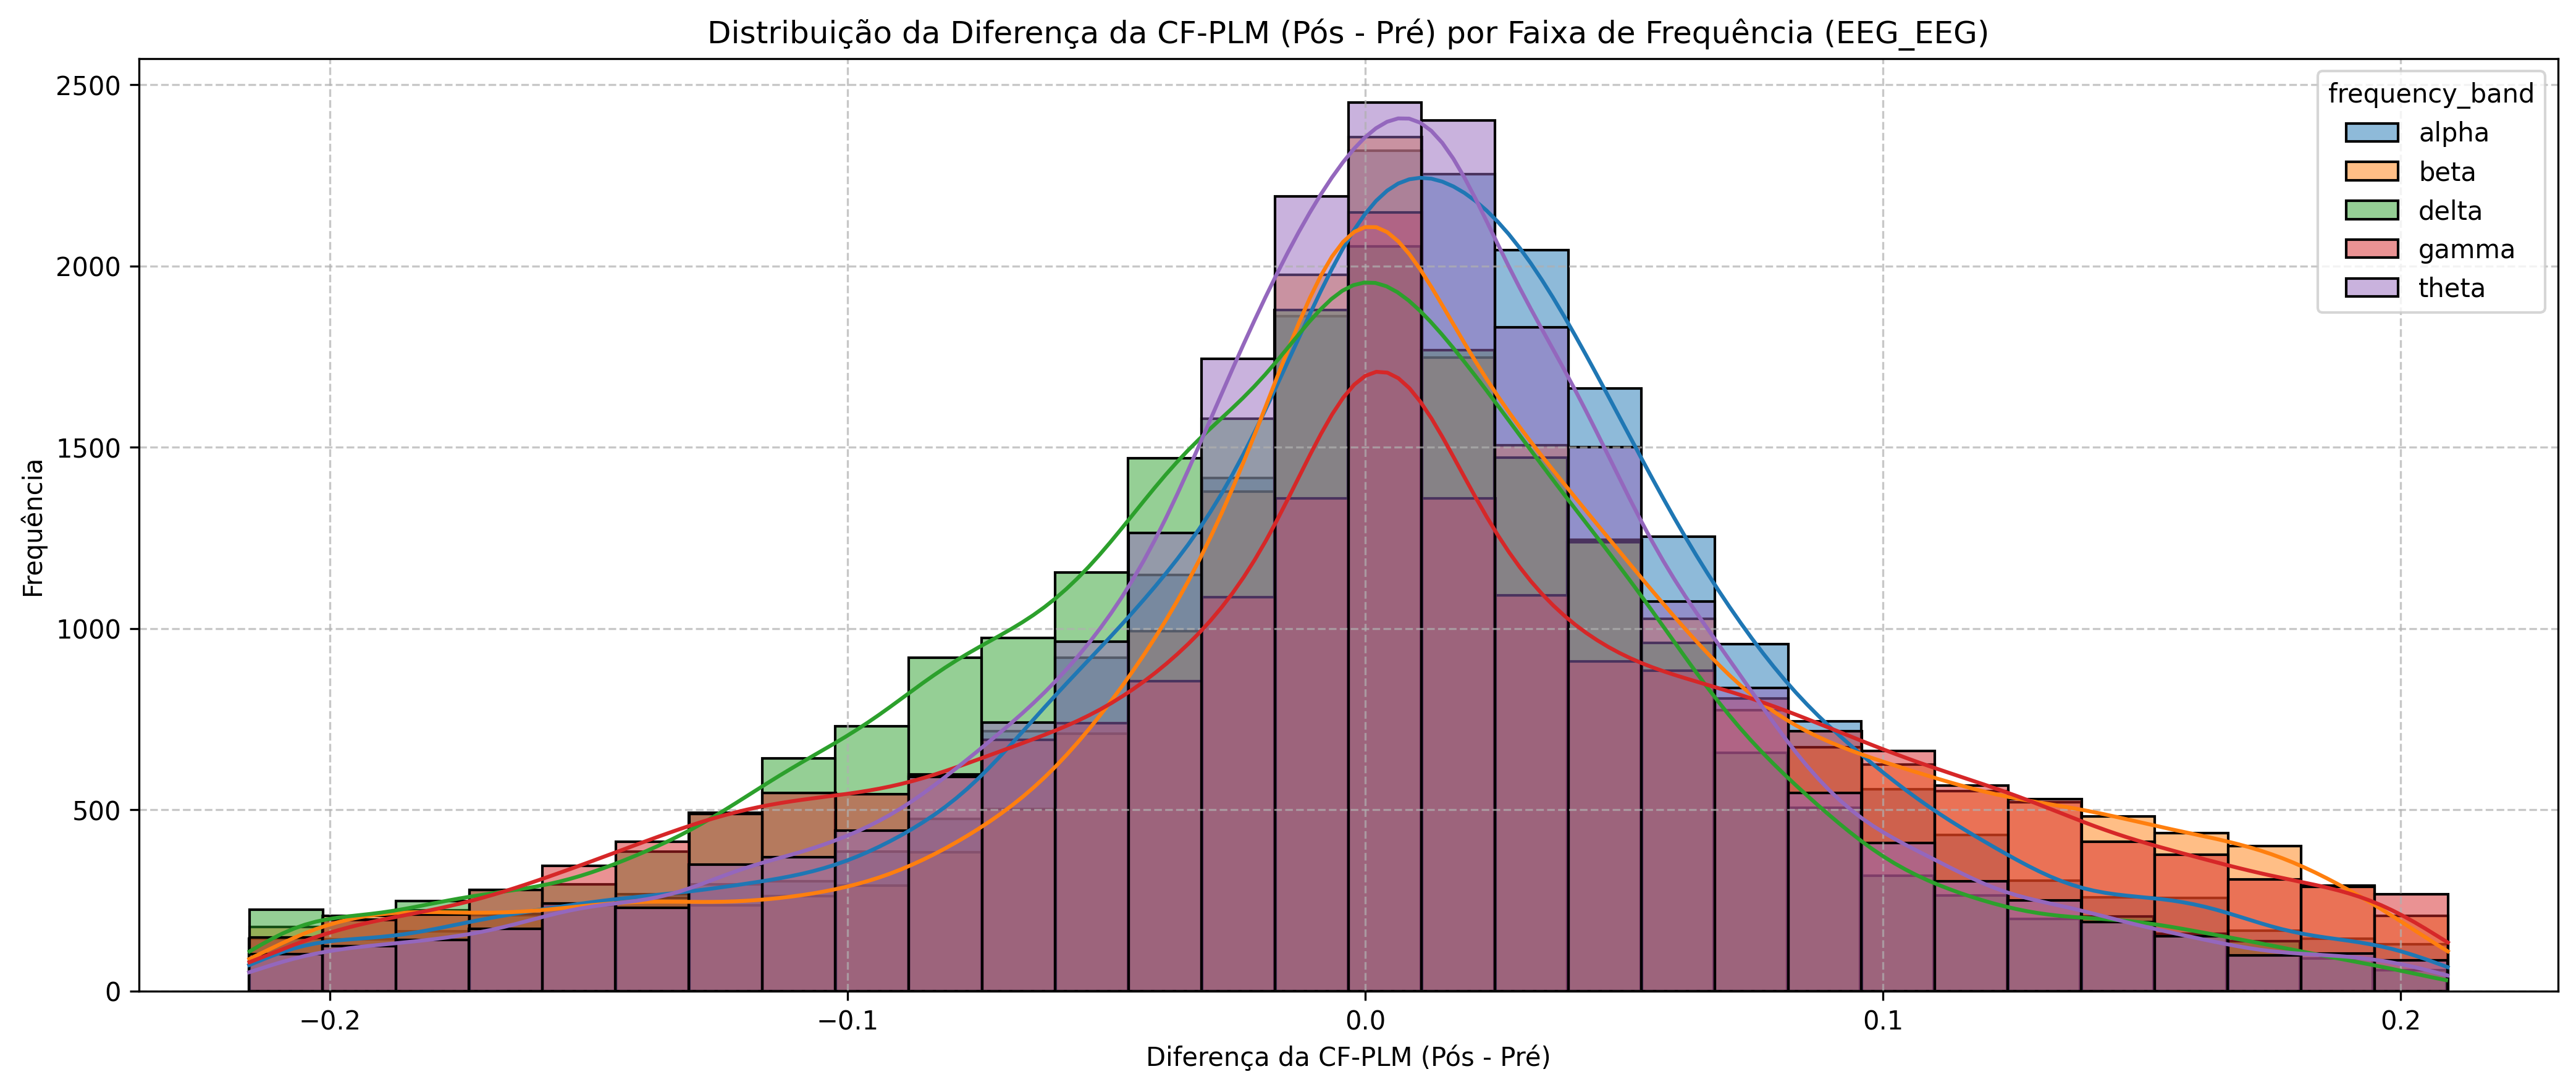 Distribuição da Diferença da CF-PLM (Pós - Pré) por Faixa de Frequência (EEG_EEG)
frequency_band
alpha
beta
delta
gamma
theta
Frequência
2500
2000
1500
1000
500
0
−0.2
−0.1
0.0
0.1
0.2
Diferença da CF-PLM (Pós - Pré)